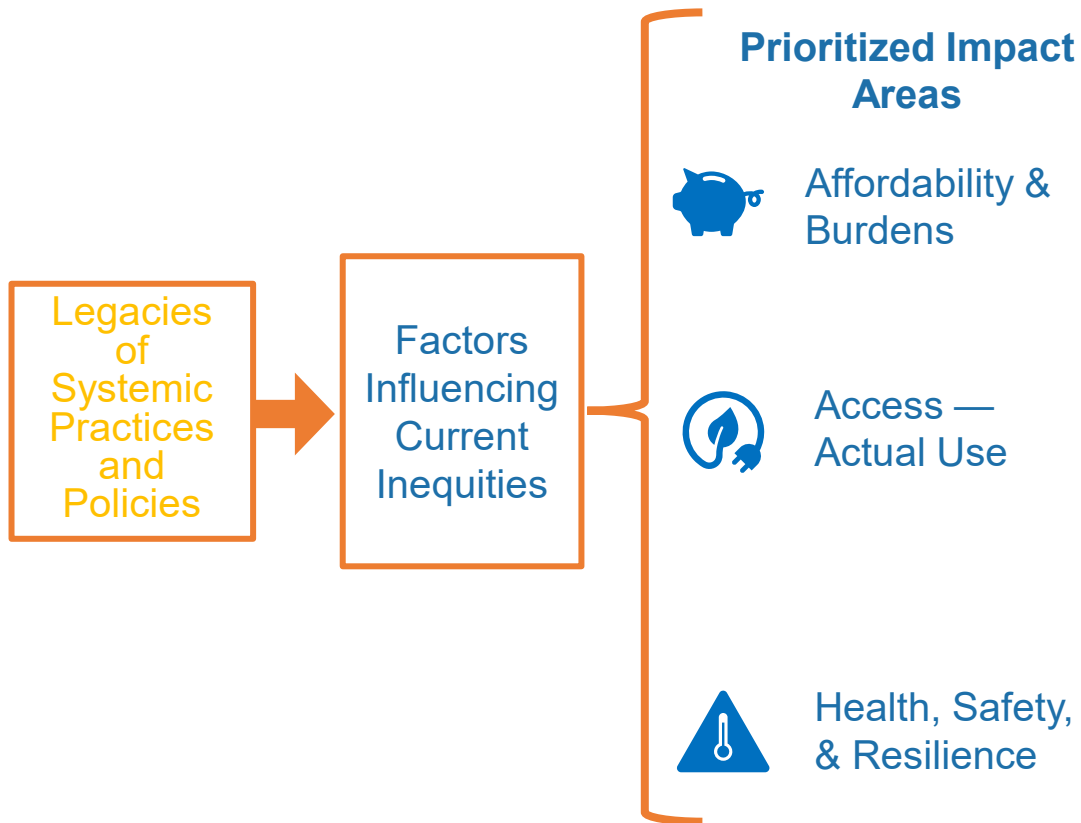 Legacies
of
Systemic
Practices
and
Policies
Factors
Influencing
Current
Inequities
Prioritized Impact
Areas
Affordability &
Burdens
Access —
Actual Use
Health, Safety,
& Resilience